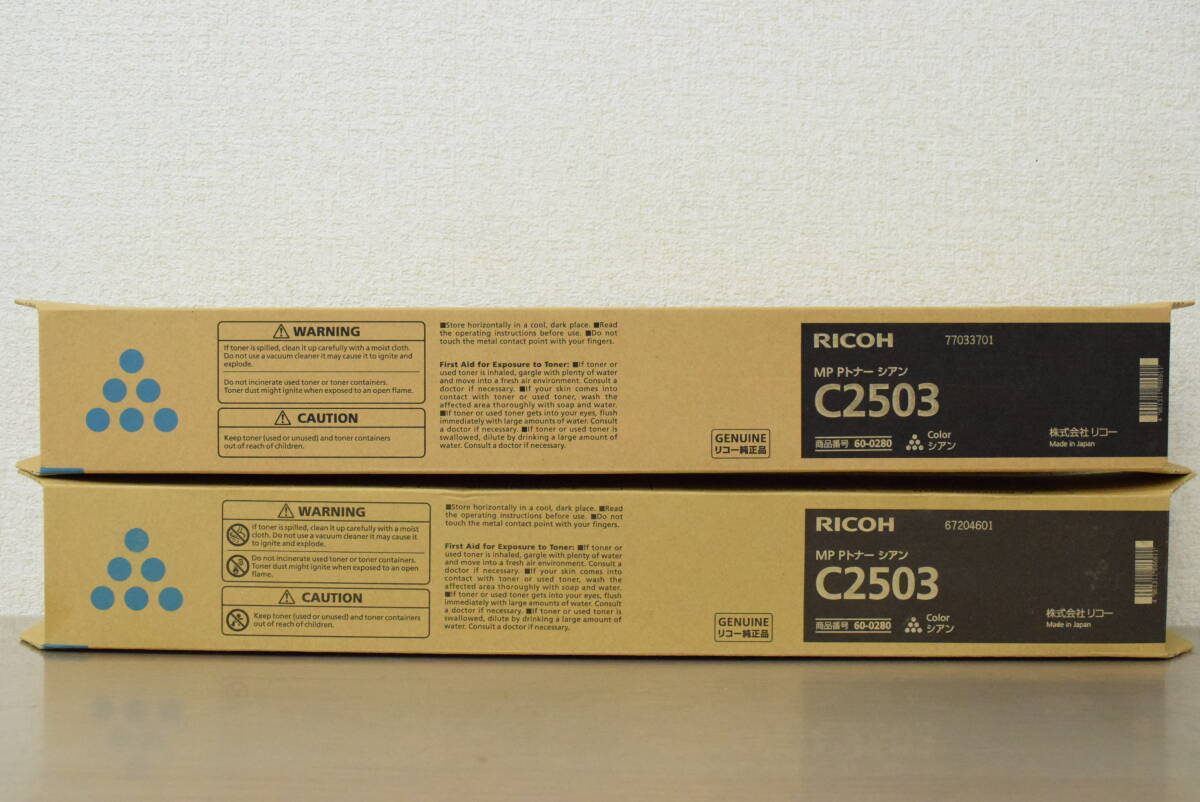 WARNING
If toner is spilled, clean it up carefully with a moist cloth.
Do not use a vacuum cleaner it may cause it to ignite and
explode.
Do not incinerate used toner or toner containers.
Toner dust might ignite when exposed to an open flame.
CAUTION
Keep toner (used or unused) and toner containers
out of reach of children.
■Store horizontally in a cool, dark place. ■Read
the operating instructions before use. ■Do not
touch the metal contact point with your fingers.
First Aid for Exposure to Toner: ■If toner or
used toner is inhaled, gargle with plenty of water
and move into a fresh air environment. Consult a
doctor if necessary. ■If your skin comes into
contact with toner or used toner, wash the
affected area thoroughly with soap and water.
■If toner or used toner gets into your eyes, flush
immediately with large amounts of water. Consult
a doctor if necessary. ■If toner or used toner is
swallowed, dilute by drinking a large amount of
water. Consult a doctor if necessary.
GENUINE
リコー純正品
RICOH 77033701
MP Pトナー シアン
C2503
商品番号 60-0280
Color
シアン
株式会社 リコー
Made in Japan
WARNING
If toner is spilled, clean it up carefully with a moist
cloth. Do not use a vacuum cleaner it may cause it
to ignite and explode.
Do not incinerate used toner or toner containers.
Toner dust might ignite when exposed to an open
flame.
CAUTION
Keep toner (used or unused) and toner containers
out of reach of children.
■Store horizontally in a cool, dark place. ■Read
the operating instructions before use. ■Do not
touch the metal contact point with your fingers.
First Aid for Exposure to Toner: ■If toner or
used toner is inhaled, gargle with plenty of water
and move into a fresh air environment. Consult a
doctor if necessary. ■If your skin comes into
contact with toner or used toner, wash the
affected area thoroughly with soap and water.
■If toner or used toner gets into your eyes, flush
immediately with large amounts of water. Consult
a doctor if necessary. ■If toner or used toner is
swallowed, dilute by drinking a large amount of
water. Consult a doctor if necessary.
GENUINE
リコー純正品
RICOH 67204601
MP Pトナー シアン
C2503
商品番号 60-0280
Color
シアン
株式会社 リコー
Made in Japan